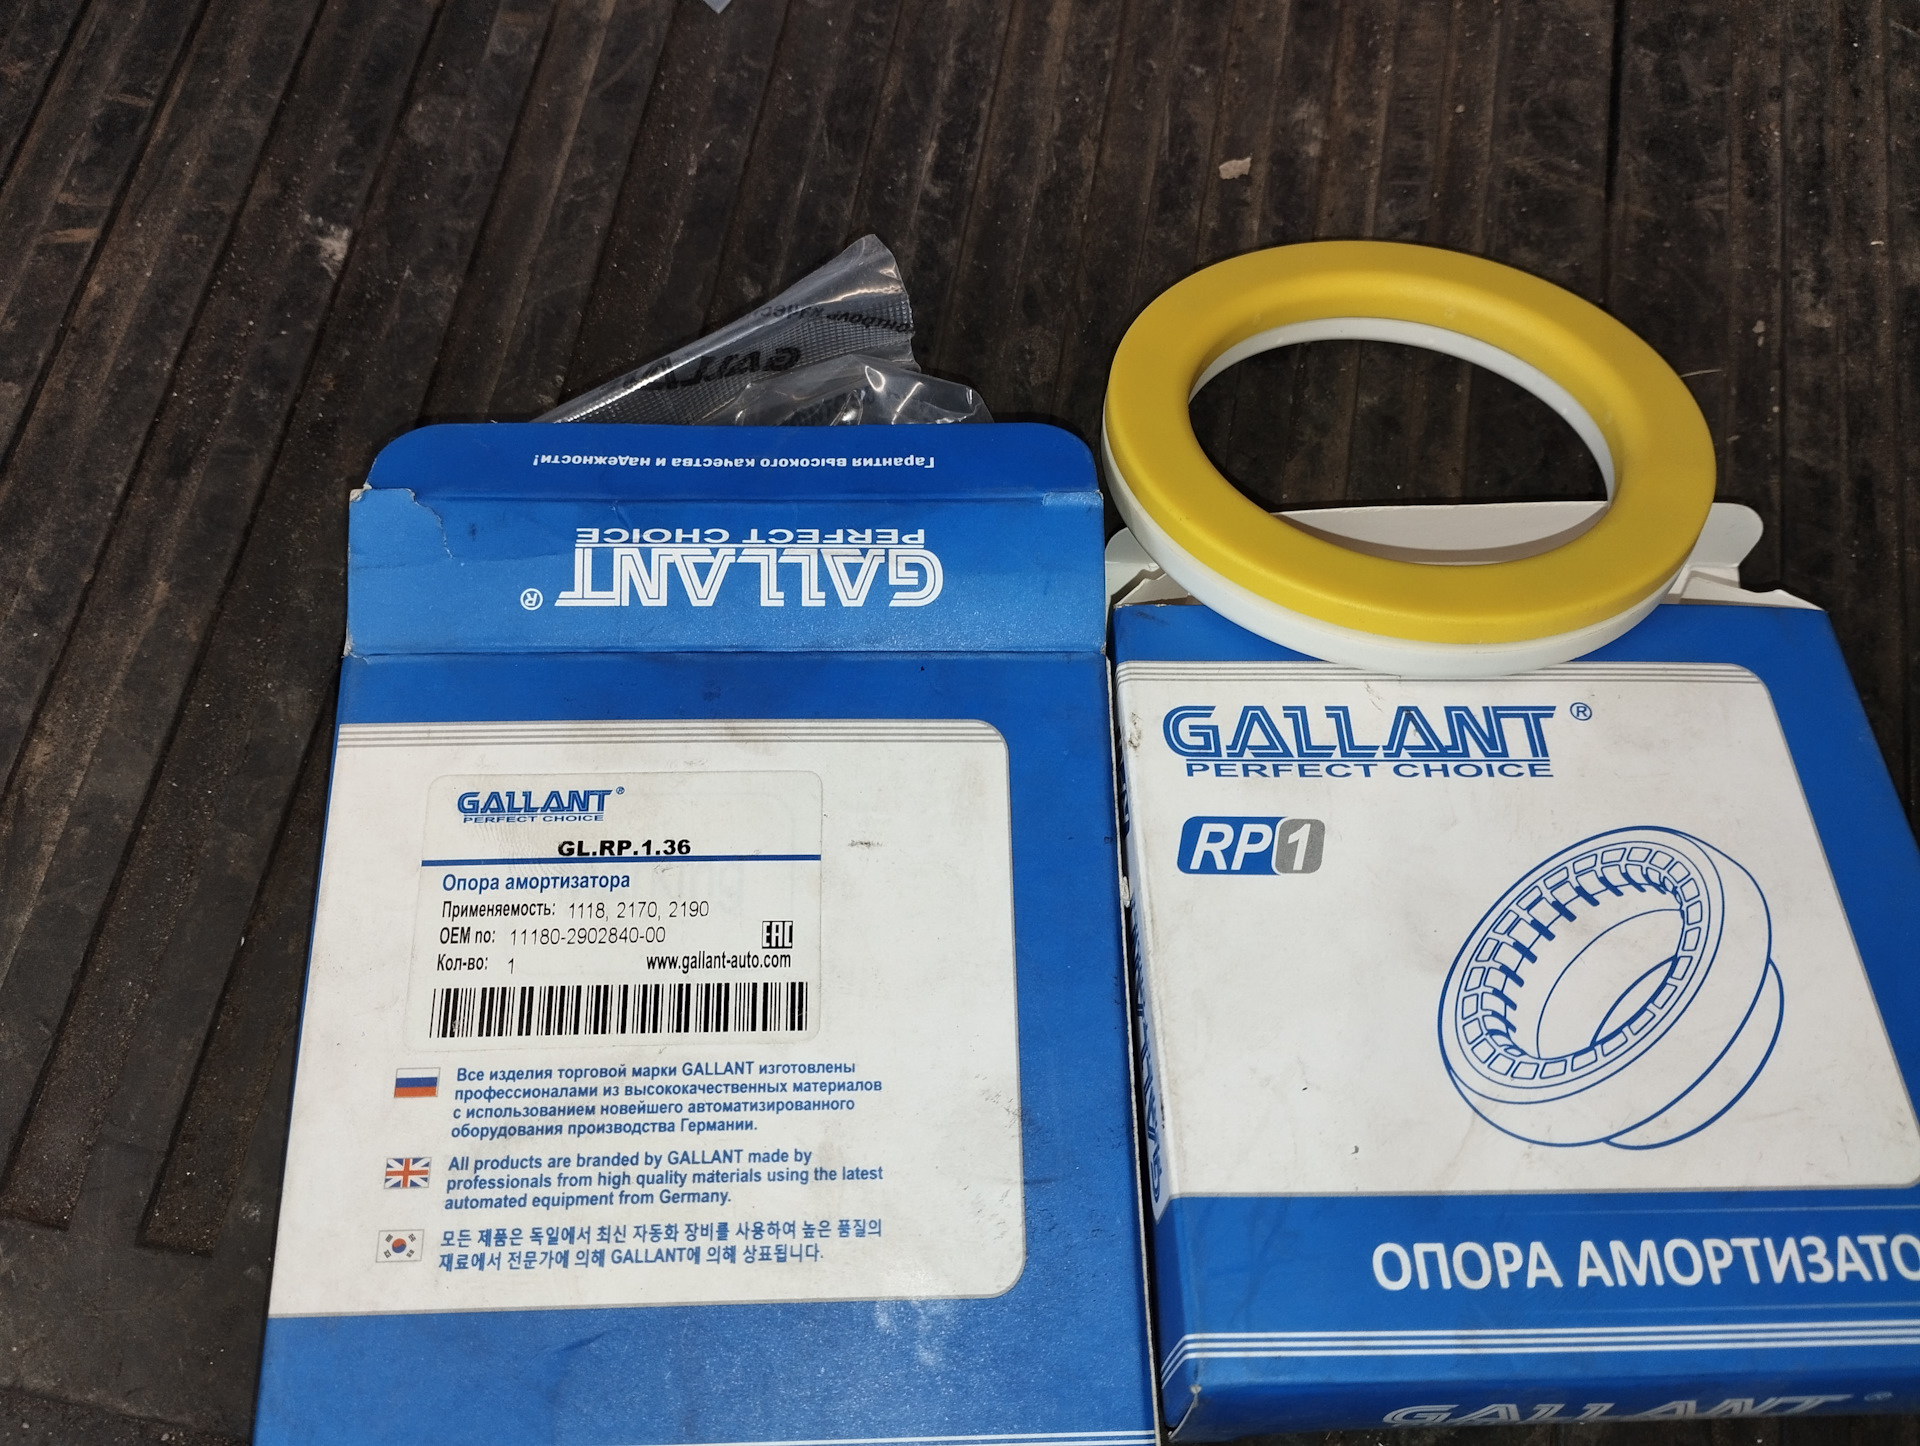 GALLANT
Гарантия высокого качества и надежности!
GALLANT ®
PERFECT CHOICE
GALLANT ®
PERFECT CHOICE
GL.RP.1.36
Опора амортизатора
Применяемость: 1118, 2170, 2190
OEM no: 11180-2902840-00
EAC
Кол-во: 1
www.gallant-auto.com
Все изделия торговой марки GALLANT изготовлены
профессионалами из высококачественных материалов
с использованием новейшего автоматизированного
оборудования производства Германии.
All products are branded by GALLANT made by
professionals from high quality materials using the latest
automated equipment from Germany.
모든 제품은 독일에서 최신 자동화 장비를 사용하여 높은 품질의
재료에서 전문가에 의해 GALLANT에 의해 상표됩니다.
GALLANT ®
PERFECT CHOICE
RP1
ОПОРА АМОРТИЗАТО
GALLANT ®